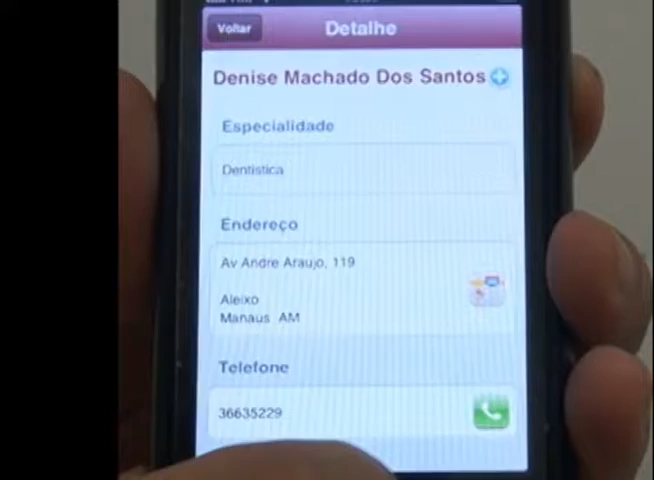 Voltar
Detalhe
Denise Machado Dos Santos
Especialidade
Dentistica
Endereço
Av Andre Araujo, 119
Aleixo
Manaus AM
Telefone
36635229